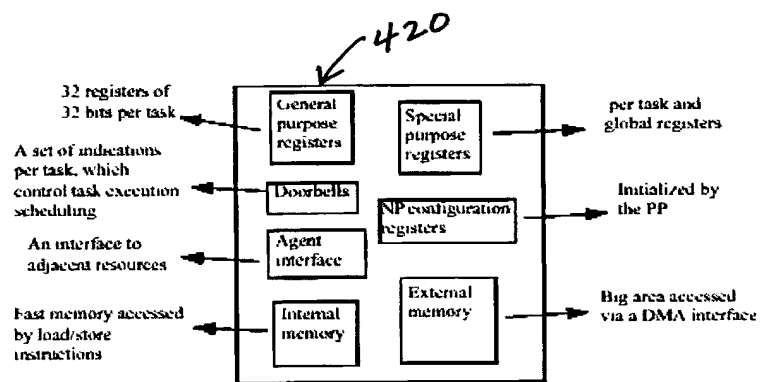 420
32 registers of
32 bits per task
General
purpose
registers
Special
purpose
registers
per task and
global registers
A set of indications
per task, which
control task execution
scheduling
Doorbells
NP configuration
registers
Initialized by
the PP
An interface to
adjacent resources
Agent
interface
External
memory
Fast memory accessed
by load/store
instructions
Internal
memory
Big area accessed
via a DMA interface